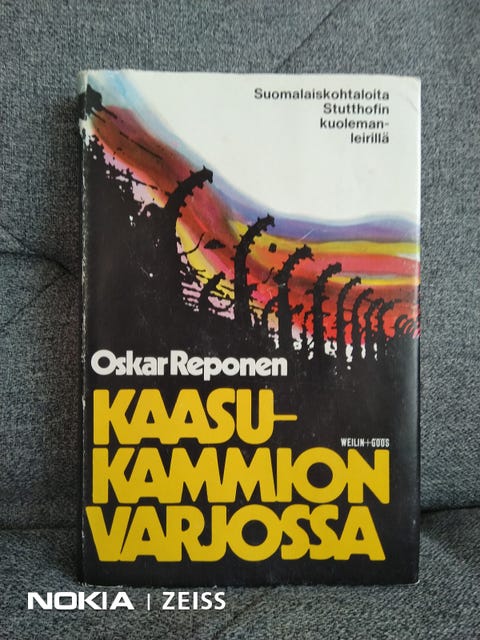 Suomalaiskohtaloita
Stutthofin
kuoleman-
leirillä
Oskar Reponen
KAASU-
WEILIN+GÖÖS
KAMMION
VARJOSSA
NOKIA | ZEISS